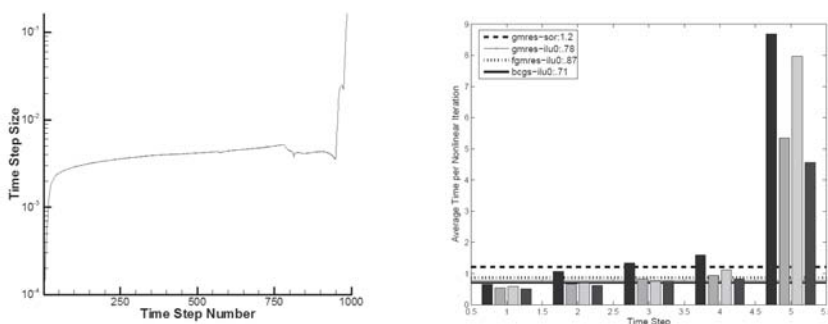 10^-1
10^-2
10^-3
10^-4
Time Step Size
250
500
750
1000
Time Step Number
9
8
7
6
5
4
3
2
1
0
Average Time per Nonlinear Iteration
gmres-sor:1.2
gmres-ilu0:.78
fgmres-ilu0:.87
bcgs-ilu0:.71
0.5 1 1.5 2 2.5 3 3.5 4 4.5 5 5.5
Time Step